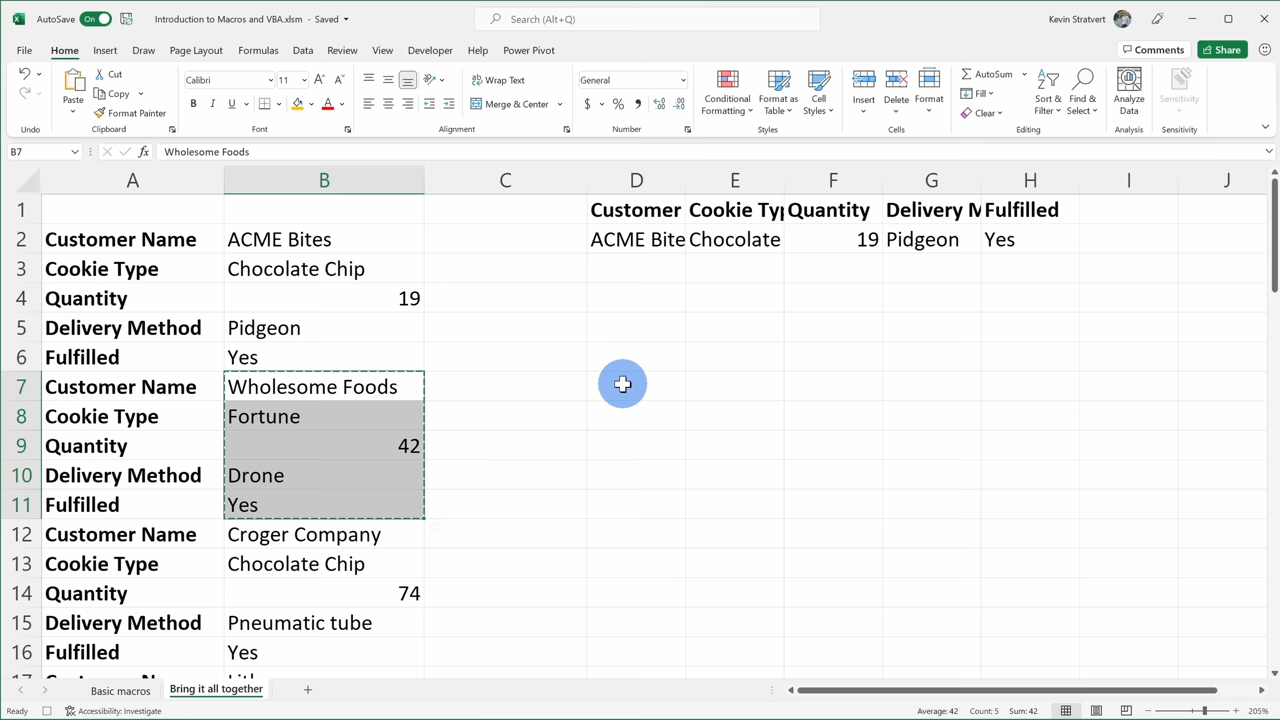 AutoSave On Introduction to Macros and VBA.xlsm - Saved Search (Alt+Q) Kevin Stratvert
File Home Insert Draw Page Layout Formulas Data Review View Developer Help Power Pivot Comments Share
Undo
Paste Cut Copy Format Painter
Clipboard
Calibri 11
B I U
Font
Wrap Text
Merge & Center
Alignment
General
$ % ,
Number
Conditional Formatting Format as Table Cell Styles
Styles
Insert Delete Format
Cells
AutoSum Fill Clear
Sort & Filter Find & Select
Editing
Analyze Data
Analysis
Sensitivity
Sensitivity
B7 fx Wholesome Foods
A B C D E F G H I J
1 Customer Cookie Typ Quantity Delivery M Fulfilled
2 Customer Name ACME Bites ACME Bite Chocolate 19 Pidgeon Yes
3 Cookie Type Chocolate Chip
4 Quantity 19
5 Delivery Method Pidgeon
6 Fulfilled Yes
7 Customer Name Wholesome Foods
8 Cookie Type Fortune
9 Quantity 42
10 Delivery Method Drone
11 Fulfilled Yes
12 Customer Name Croger Company
13 Cookie Type Chocolate Chip
14 Quantity 74
15 Delivery Method Pneumatic tube
16 Fulfilled Yes
Basic macros Bring it all together
Ready Accessibility: Investigate Average: 42 Count: 5 Sum: 42 205%